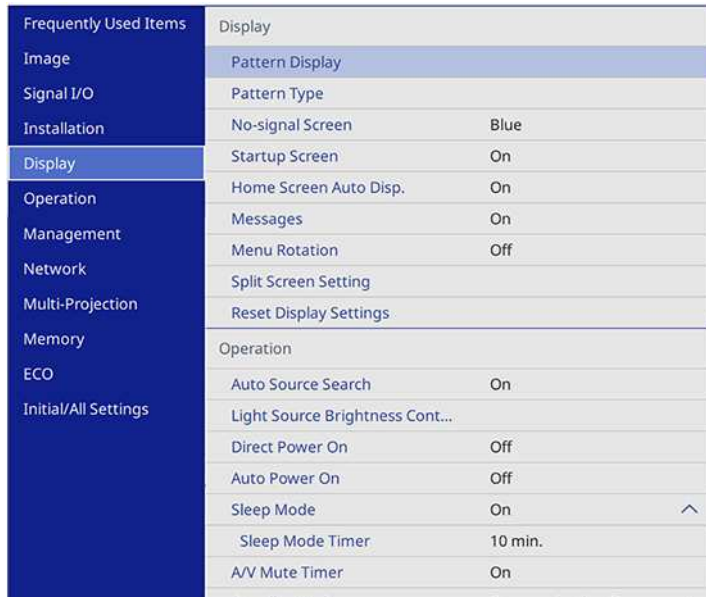 Frequently Used Items
Image
Signal I/O
Installation
Display
Operation
Management
Network
Multi-Projection
Memory
ECO
Initial/All Settings
Display
Pattern Display
Pattern Type
No-signal Screen Blue
Startup Screen On
Home Screen Auto Disp. On
Messages On
Menu Rotation Off
Split Screen Setting
Reset Display Settings
Operation
Auto Source Search On
Light Source Brightness Cont...
Direct Power On Off
Auto Power On Off
Sleep Mode On
Sleep Mode Timer 10 min.
A/V Mute Timer On